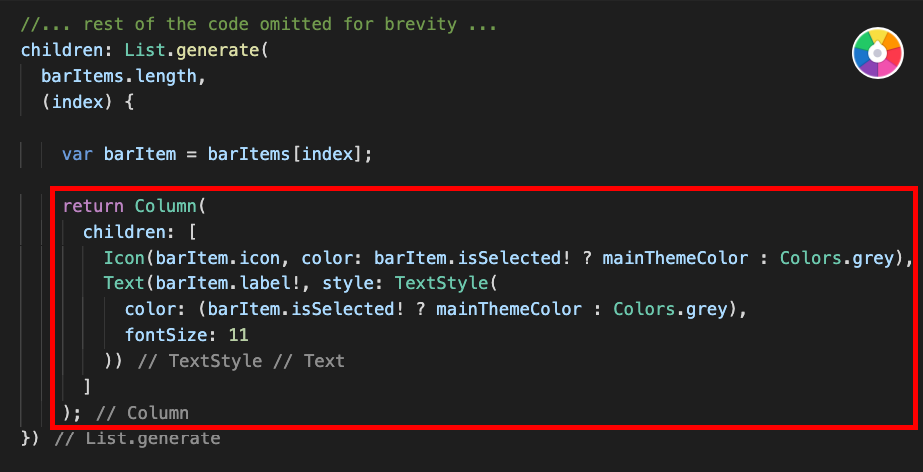 //... rest of the code omitted for brevity ...
children: List.generate(
barItems.length,
(index) {
var barItem = barItems[index];
return Column(
children: [
Icon(barItem.icon, color: barItem.isSelected! ? mainThemeColor : Colors.grey),
Text(barItem.label!, style: TextStyle(
color: (barItem.isSelected! ? mainThemeColor : Colors.grey),
fontSize: 11
)) // TextStyle // Text
]
); // Column
}) // List.generate